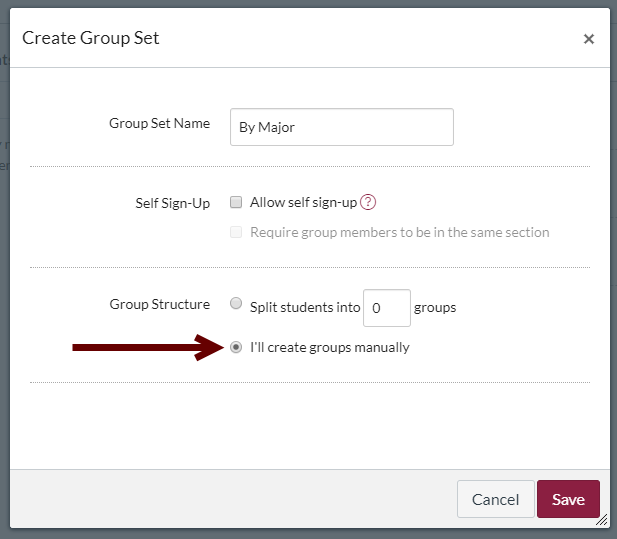 Create Group Set ×
Group Set Name By Major
Self Sign-Up Allow self sign-up ?
Require group members to be in the same section
Group Structure Split students into 0 groups
I'll create groups manually
Cancel Save